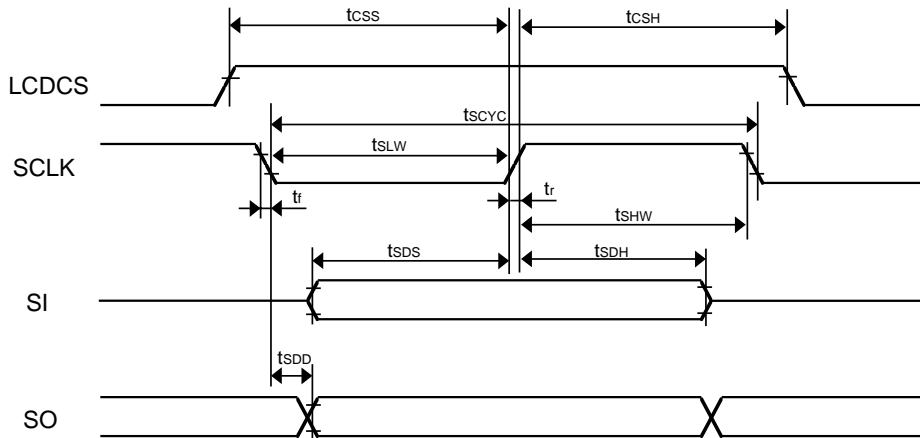 tCSS
tCSH
LCDCS
tSCYC
tSLW
SCLK
tf
tr
tSHW
tSDS
tSDH
SI
tSDD
SO